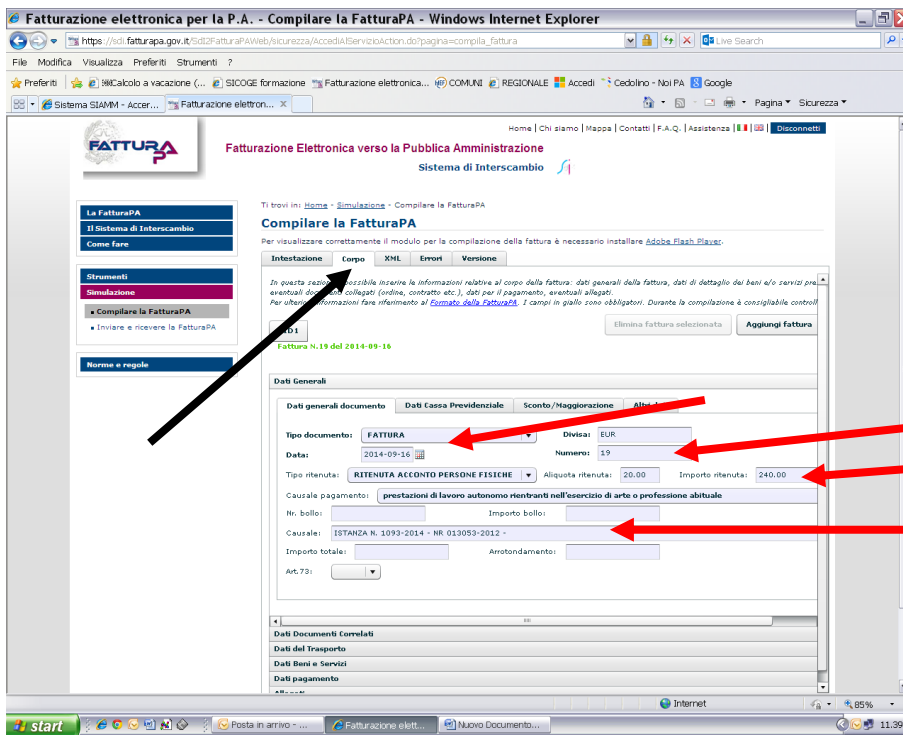 Fatturazione elettronica per la P.A. - Compilare la FatturaPA - Windows Internet Explorer
https://sdi.fatturapa.gov.it/SdI2FatturaPAWeb/sicurezza/AccediAlServizioAction.do?pagina=compila_fattura
Live Search
File Modifica Visualizza Preferiti Strumenti ?
Preferiti Calcolo a vacazione (... SICOGE formazione Fatturazione elettronica... COMUNI REGIONALE Accedi Cedolino - Noi PA Google
Sistema SIAMM - Accer... Fatturazione elettron... X Pagina Sicurezza
Home | Chi siamo | Mappa | Contatti | F.A.Q. | Assistenza | Disconnetti
FATTURA PA
Fatturazione Elettronica verso la Pubblica Amministrazione
Sistema di Interscambio
Ti trovi in: Home - Simulazione - Compilare la FatturaPA
La FatturaPA
Il Sistema di Interscambio
Come fare
Strumenti
Simulazione
Compilare la FatturaPA
Inviare e ricevere la FatturaPA
Norme e regole
Compilare la FatturaPA
Per visualizzare correttamente il modulo per la compilazione della fattura è necessario installare Adobe Flash Player.
Intestazione Corpo XML Errori Versione
In questa sezione possibile inserire le informazioni relative al corpo della fattura: dati generali della fattura, dati di dettaglio dei beni e/o servizi pre
eventuali documenti collegati (ordine, contratto etc.), dati per il pagamento, eventuali allegati.
Per ulteriori informazioni fare riferimento al Formato della FatturaPA. I campi in giallo sono obbligatori. Durante la compilazione è consigliabile controll
D1 Elimina fattura selezionata Aggiungi fattura
Fattura N.19 del 2014-09-16
Dati Generali
Dati generali documento Dati Cassa Previdenziale Sconto/Maggiorazione
Tipo documento: FATTURA Divisa: EUR
Data: 2014-09-16 Numero: 19
Tipo ritenuta: RITENUTA ACCONTO PERSONE FISICHE Aliquota ritenuta: 20.00 Importo ritenuta: 240.00
Causale pagamento: prestazioni di lavoro autonomo rientranti nell'esercizio di arte o professione abituale
Nr. bollo: Importo bollo:
Causale: ISTANZA N. 1093-2014 - NR 013053-2012 -
Importo totale: Arrotondamento:
Art.73:
Dati Documenti Correlati
Dati del Trasporto
Dati Beni e Servizi
Dati pagamento
Allegati
Internet 85%
start Posta in arrivo - ... Fatturazione elett... Nuovo Documento... 11.39